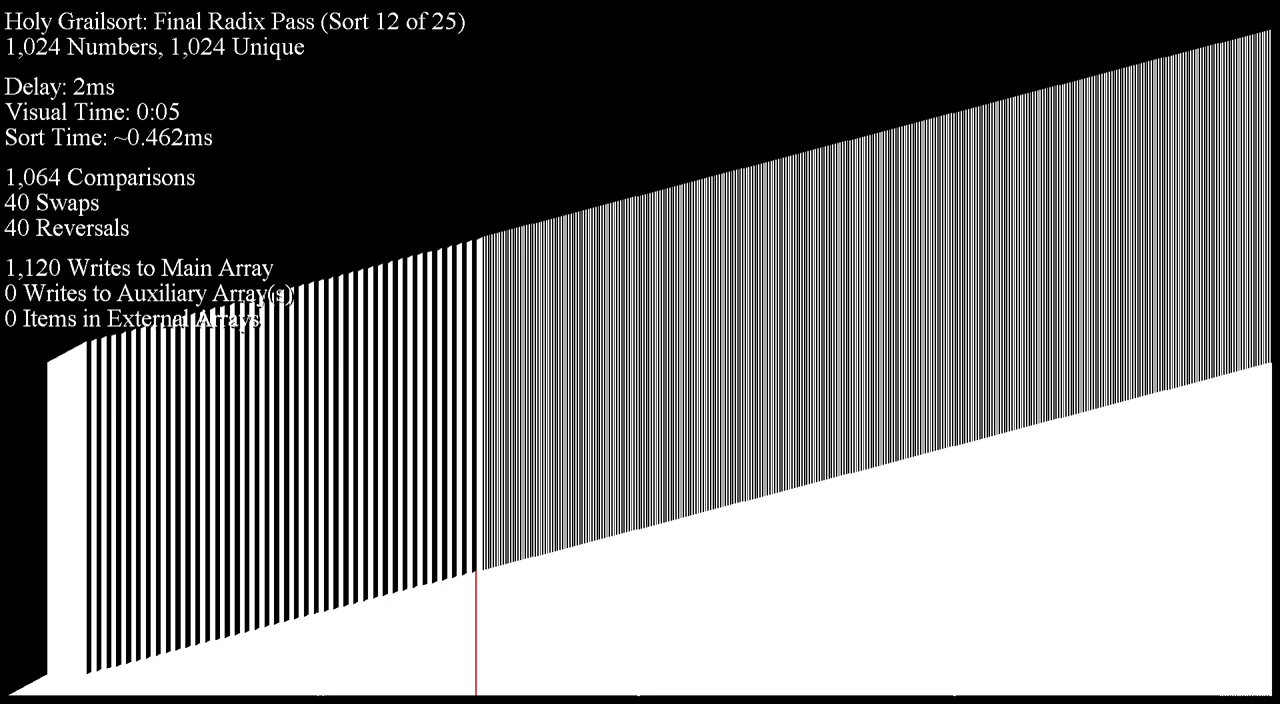 Holy Grailsort: Final Radix Pass (Sort 12 of 25)
1,024 Numbers, 1,024 Unique
Delay: 2ms
Visual Time: 0:05
Sort Time: ~0.462ms
1,064 Comparisons
40 Swaps
40 Reversals
1,120 Writes to Main Array
0 Writes to Auxiliary Array(s)
0 Items in External Arrays